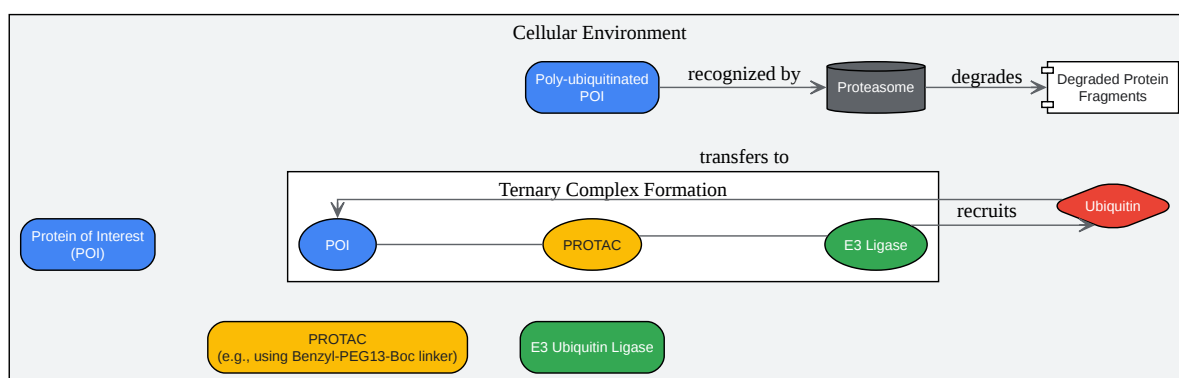 Cellular Environment
Poly-ubiquitinated
POI
recognized by
Proteasome
degrades
Degraded Protein
Fragments
transfers to
Ternary Complex Formation
Ubiquitin
recruits
Protein of Interest
(POI)
POI
PROTAC
E3 Ligase
PROTAC
(e.g., using Benzyl-PEG13-Boc linker)
E3 Ubiquitin Ligase